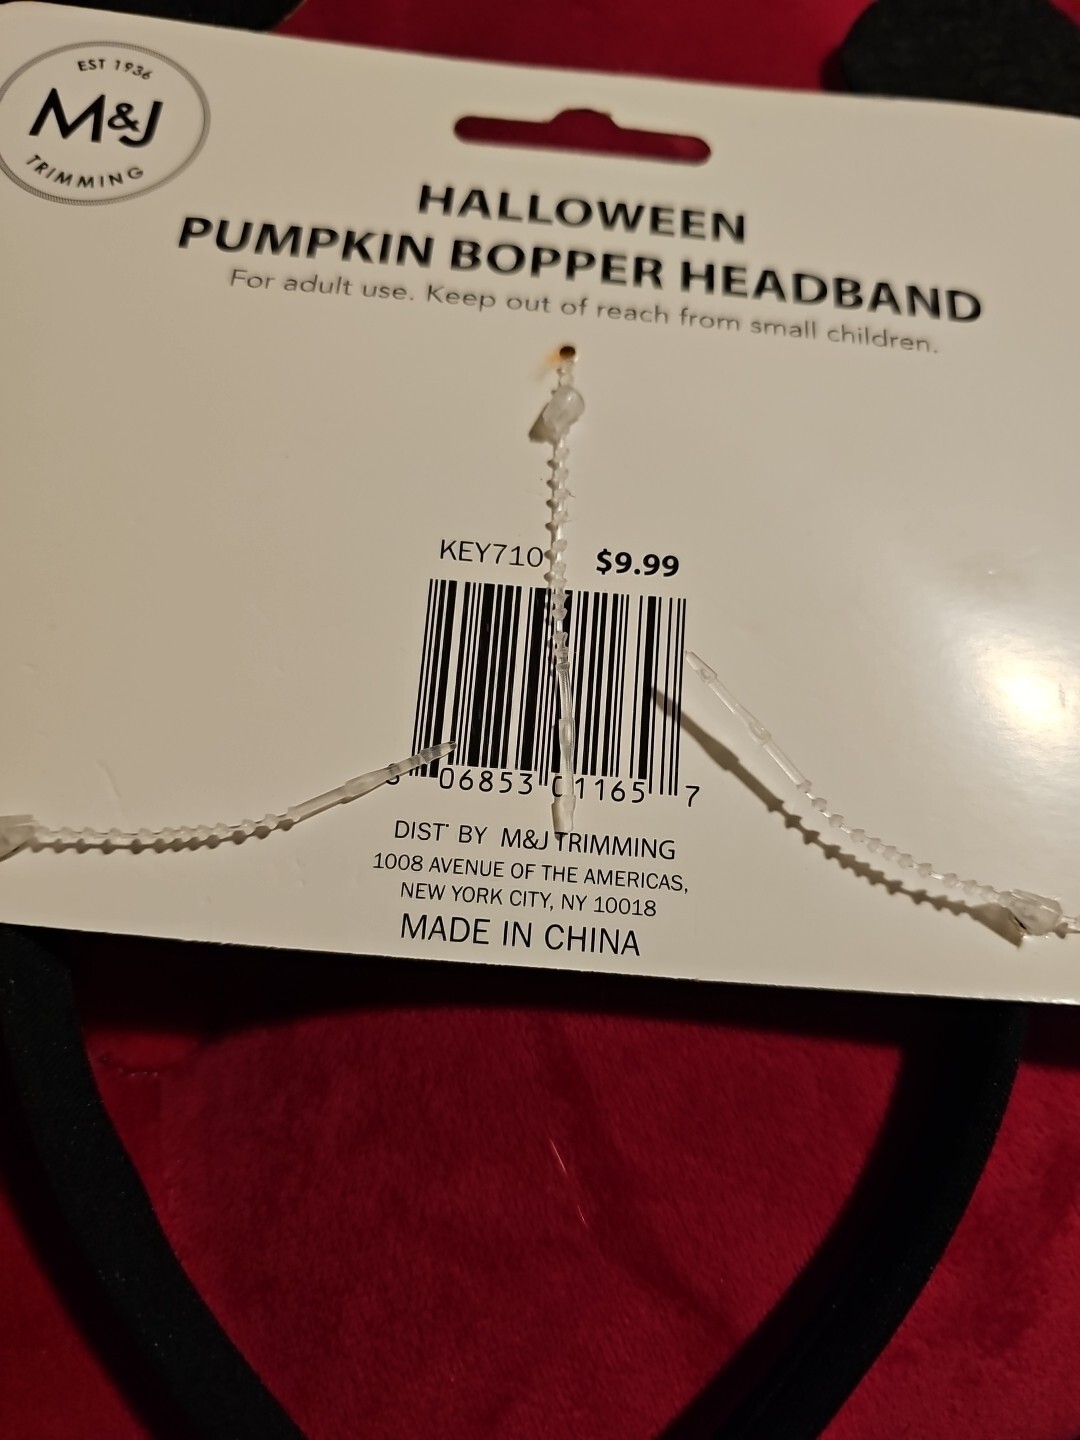 EST 1936
M&J
TRIMMING
HALLOWEEN
PUMPKIN BOPPER HEADBAND
For adult use. Keep out of reach from small children.
KEY710 $9.99
06853 01165 7
DIST. BY M&J TRIMMING
1008 AVENUE OF THE AMERICAS,
NEW YORK CITY, NY 10018
MADE IN CHINA